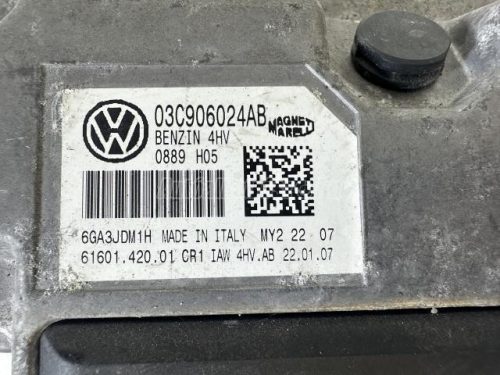 03C906024AB
MAGNETI
MARELLI
BENZIN 4HV
0889 H05
6GA3JDM1H MADE IN ITALY MY2 22 07
61601.420.01 CR1 IAW 4HV.AB 22.01.07